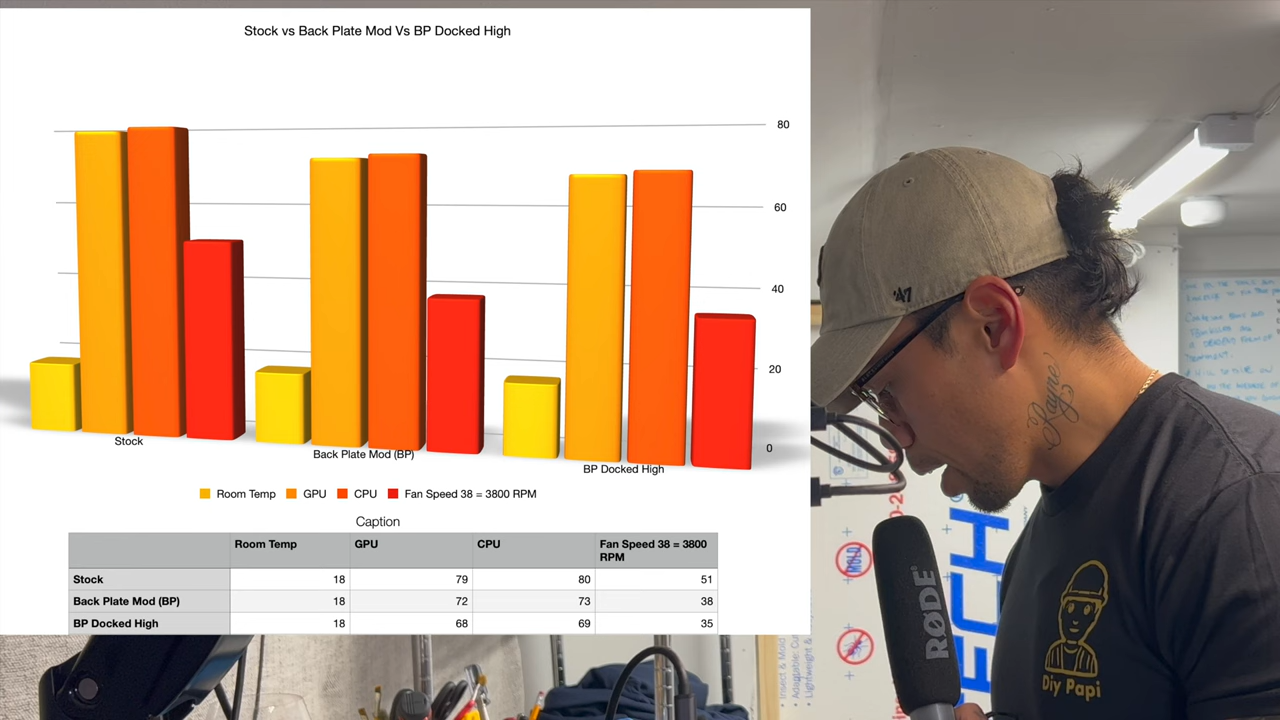 Stock vs Back Plate Mod Vs BP Docked High
80
60
40
20
0
Stock
Back Plate Mod (BP)
BP Docked High
Room Temp GPU CPU Fan Speed 38 = 3800 RPM
Caption
Room Temp GPU CPU Fan Speed 38 = 3800 RPM
Stock 18 79 80 51
Back Plate Mod (BP) 18 72 73 38
BP Docked High 18 68 69 35
'47
Rayne
MOLD
RØDE
ECH
Diy Papi